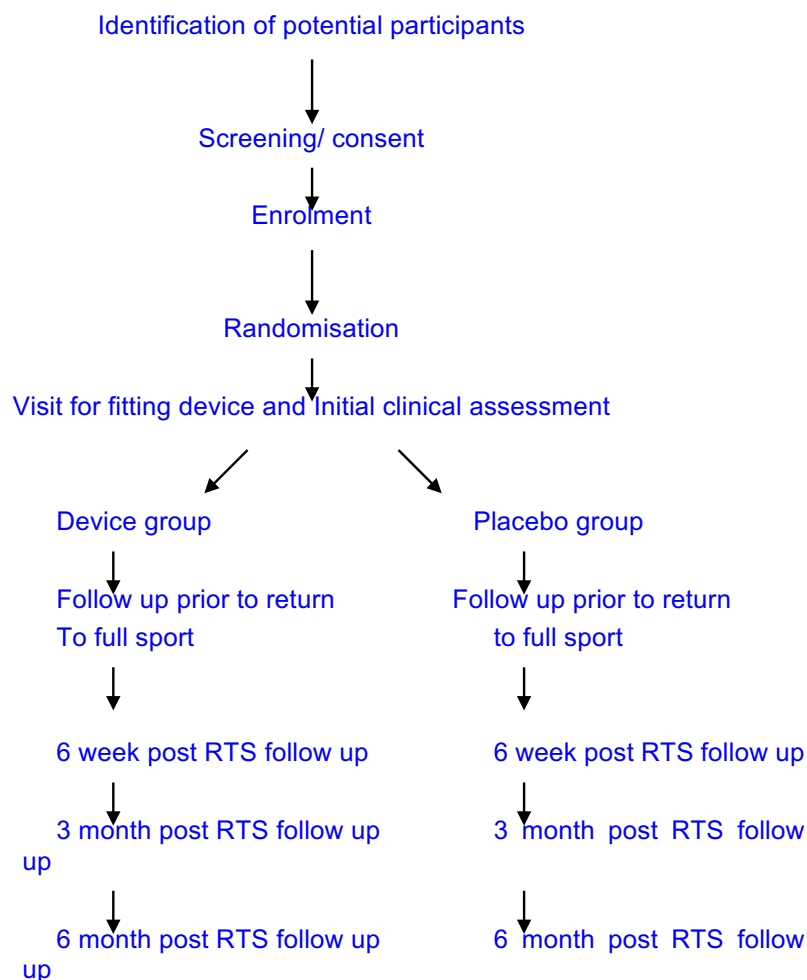 Identification of potential participants
Screening/ consent
Enrolment
Randomisation
Visit for fitting device and Initial clinical assessment
Device group Placebo group
Follow up prior to return Follow up prior to return
To full sport to full sport
6 week post RTS follow up 6 week post RTS follow up
3 month post RTS follow up 3 month post RTS follow
up
6 month post RTS follow up 6 month post RTS follow
up